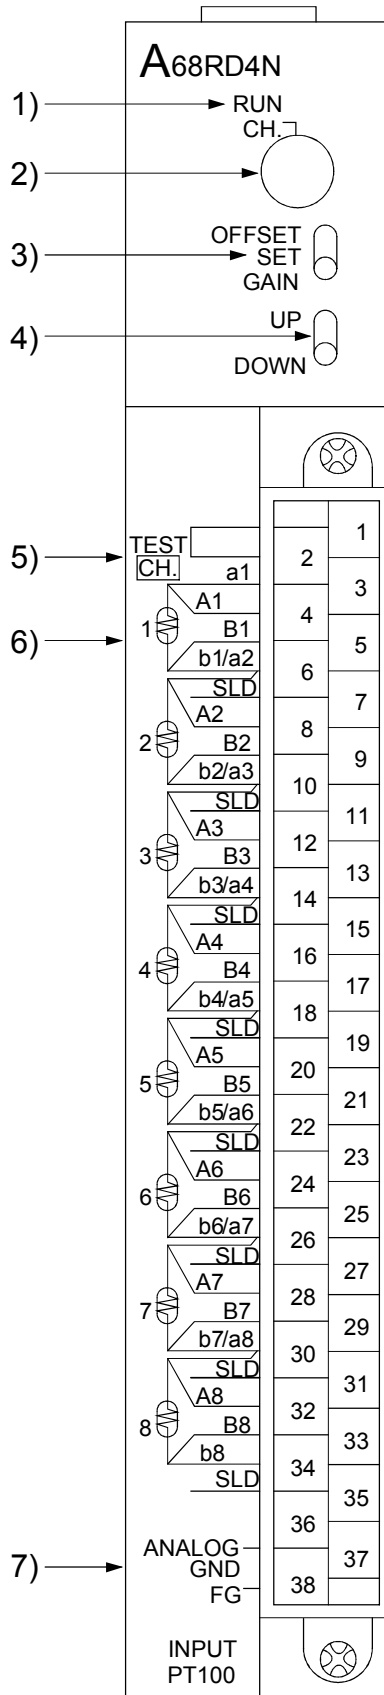 A68RD4N
1) RUN
CH.
2)
OFFSET
3) SET
GAIN
UP
4)
DOWN
1
5) TEST 2
CH. a1 3
A1 4
6) 1 B1 5
b1/a2 6
SLD 7
A2 8
2 B2 9
b2/a3 10
SLD 11
A3 12
3 B3 13
b3/a4 14
SLD 15
A4 16
4 B4 17
b4/a5 18
SLD 19
A5 20
5 B5 21
b5/a6 22
SLD 23
A6 24
6 B6 25
b6/a7 26
SLD 27
A7 28
7 B7 29
b7/a8 30
SLD 31
A8 32
8 B8 33
b8 34
SLD 35
36
ANALOG 37
7) GND
FG 38
INPUT
PT100